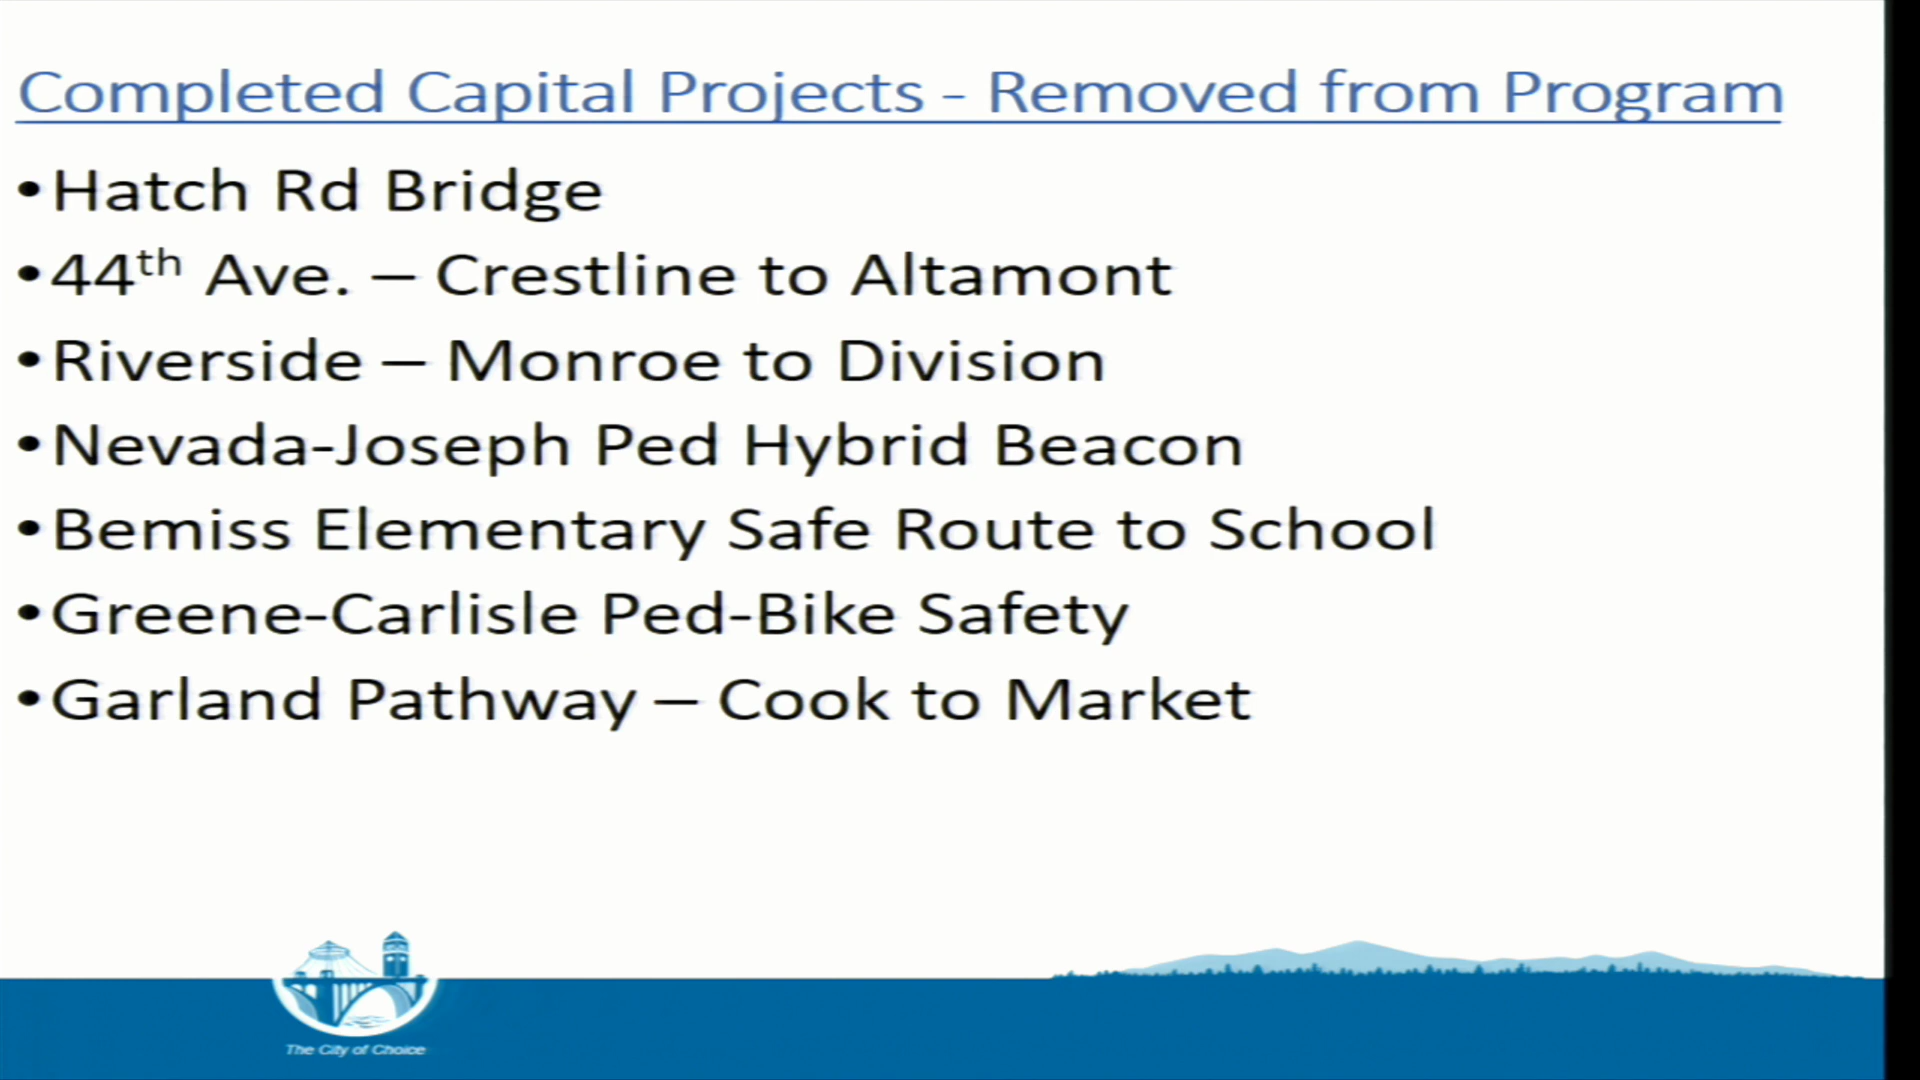 Completed Capital Projects - Removed from Program
•Hatch Rd Bridge
•44th Ave. – Crestline to Altamont
•Riverside – Monroe to Division
•Nevada-Joseph Ped Hybrid Beacon
•Bemiss Elementary Safe Route to School
•Greene-Carlisle Ped-Bike Safety
•Garland Pathway – Cook to Market
The City of Choice